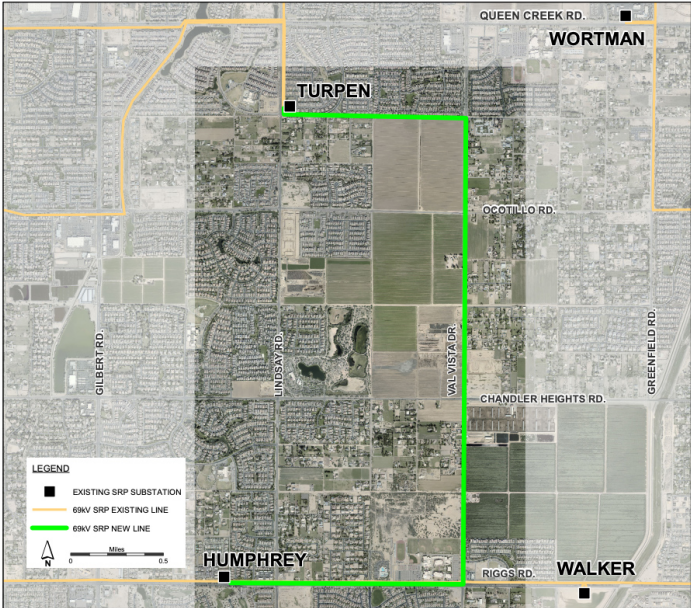 QUEEN CREEK RD.
WORTMAN
TURPEN
OCOTILLO RD.
GILBERT RD.
LINDSAY RD.
VAL VISTA DR.
GREENFIELD RD.
CHANDLER HEIGHTS RD.
LEGEND
EXISTING SRP SUBSTATION
69kV SRP EXISTING LINE
69kV SRP NEW LINE
Miles
N
0
0.5
HUMPHREY
RIGGS RD.
WALKER